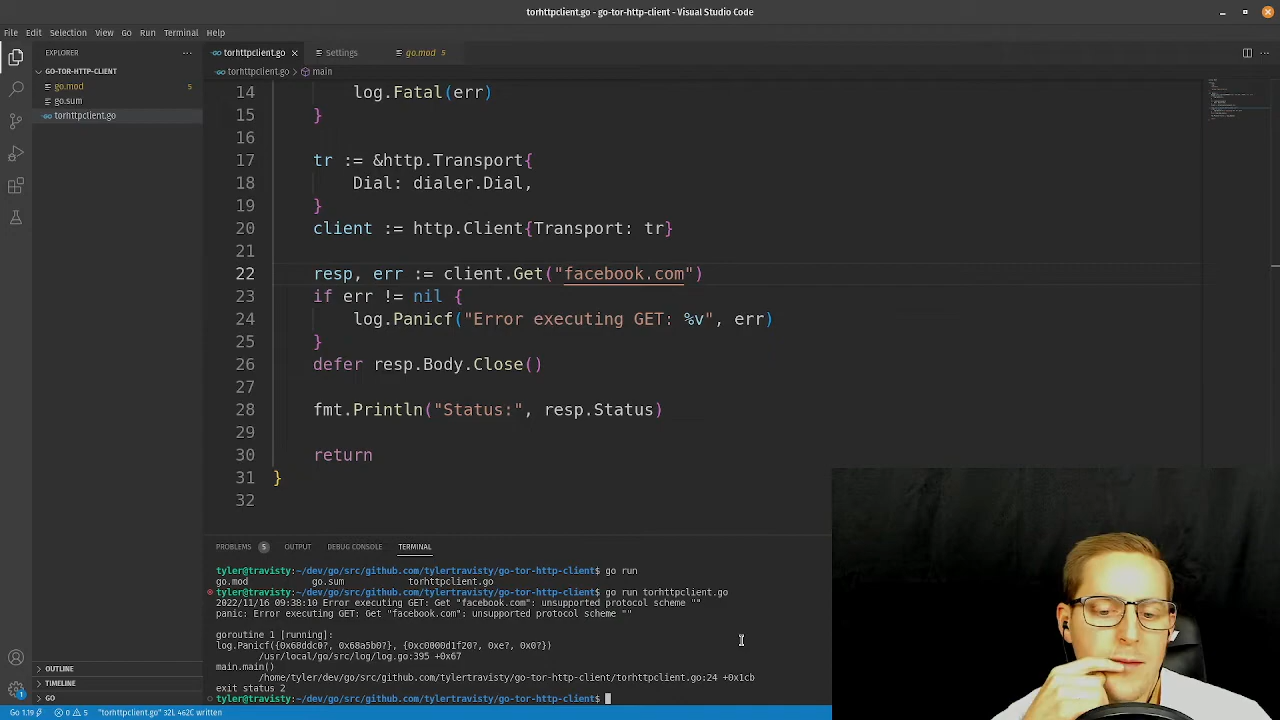 torhttpclient.go - go-tor-http-client - Visual Studio Code
File Edit Selection View Go Run Terminal Help
EXPLORER
torhttpclient.go × settings go.mod 5
GO-TOR-HTTP-CLIENT
torhttpclient.go > main
go.mod 5
go.sum
torhttpclient.go
14 log.Fatal(err)
15 }
16
17 tr := &http.Transport{
18 Dial: dialer.Dial,
19 }
20 client := http.Client{Transport: tr}
21
22 resp, err := client.Get("facebook.com")
23 if err != nil {
24 log.Panicf("Error executing GET: %v", err)
25 }
26 defer resp.Body.Close()
27
28 fmt.Println("Status:", resp.Status)
29
30 return
31 }
32
PROBLEMS 5 OUTPUT DEBUG CONSOLE TERMINAL
tyler@travisty:~/dev/go/src/github.com/tylertravisty/go-tor-http-client$ go run
go.mod go.sum torhttpclient.go
tyler@travisty:~/dev/go/src/github.com/tylertravisty/go-tor-http-client$ go run torhttpclient.go
2022/11/16 09:38:10 Error executing GET: Get "facebook.com": unsupported protocol scheme ""
panic: Error executing GET: Get "facebook.com": unsupported protocol scheme ""
goroutine 1 [running]:
log.Panicf({0x68ddc0?, 0x68a5b0?}, {0xc0000d1f20?, 0xe?, 0x0?})
/usr/local/go/src/log/log.go:395 +0x67
main.main()
/home/tyler/dev/go/src/github.com/tylertravisty/go-tor-http-client/torhttpclient.go:24 +0x1cb
exit status 2
tyler@travisty:~/dev/go/src/github.com/tylertravisty/go-tor-http-client$
OUTLINE
TIMELINE
GO
1
Go 1.19 0 5 "torhttpclient.go" 32L 462C written